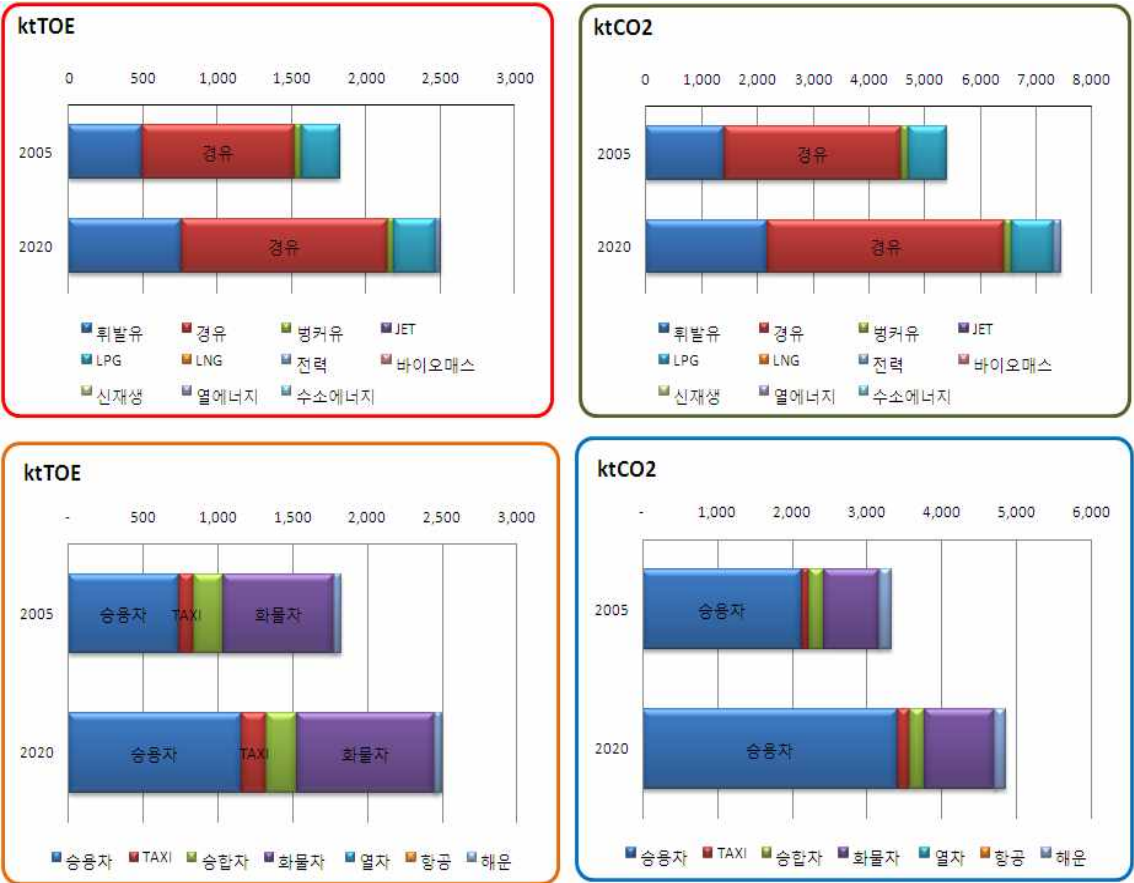 ktTOE
0 500 1,000 1,500 2,000 2,500 3,000
2005 경유
2020 경유
휘발유 경유 벙커유 JET
LPG LNG 전력 바이오매스
신재생 열에너지 수소에너지
ktCO2
0 1,000 2,000 3,000 4,000 5,000 6,000 7,000 8,000
2005 경유
2020 경유
휘발유 경유 벙커유 JET
LPG LNG 전력 바이오매스
신재생 열에너지 수소에너지
ktTOE
- 500 1,000 1,500 2,000 2,500 3,000
2005 승용자 TAXI 화물자
2020 승용자 TAXI 화물자
승용자 TAXI 승합자 화물자 열자 항공 해운
ktCO2
- 1,000 2,000 3,000 4,000 5,000 6,000
2005 승용자
2020 승용자
승용자 TAXI 승합자 화물자 열자 항공 해운